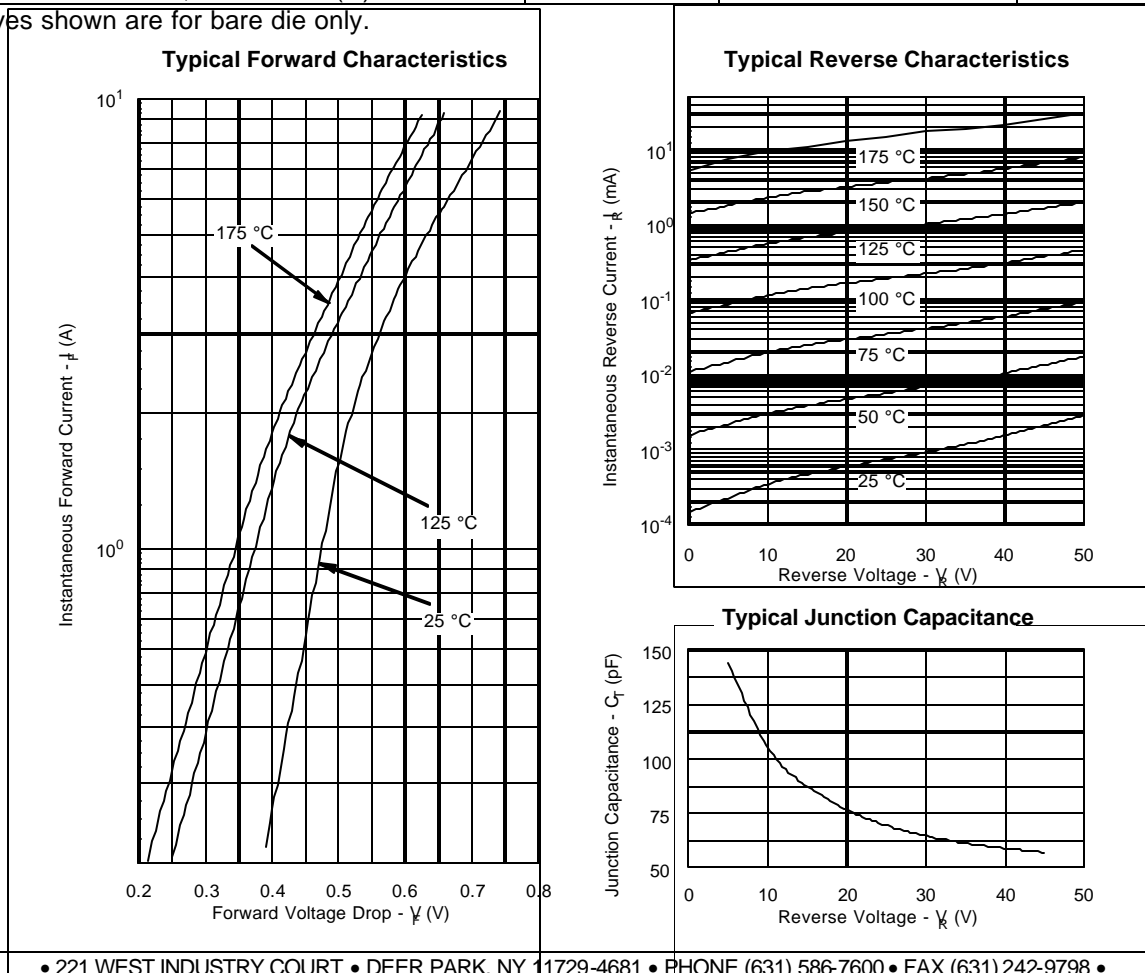 yes shown are for bare die only.
Typical Forward Characteristics
10¹
10⁰
175 °C
125 °C
25 °C
Instantaneous Forward Current - I_F (A)
0.2 0.3 0.4 0.5 0.6 0.7 0.8
Forward Voltage Drop - V_F (V)
Typical Reverse Characteristics
10¹
10⁰
10⁻¹
10⁻²
10⁻³
10⁻⁴
175 °C
150 °C
125 °C
100 °C
75 °C
50 °C
25 °C
Instantaneous Reverse Current - I_R (mA)
0 10 20 30 40 50
Reverse Voltage - V_R (V)
Typical Junction Capacitance
150
125
100
75
50
Junction Capacitance - C_T (pF)
0 10 20 30 40 50
Reverse Voltage - V_R (V)
• 221 WEST INDUSTRY COURT • DEER PARK, NY 11729-4681 • PHONE (631) 586-7600 • FAX (631) 242-9798 •